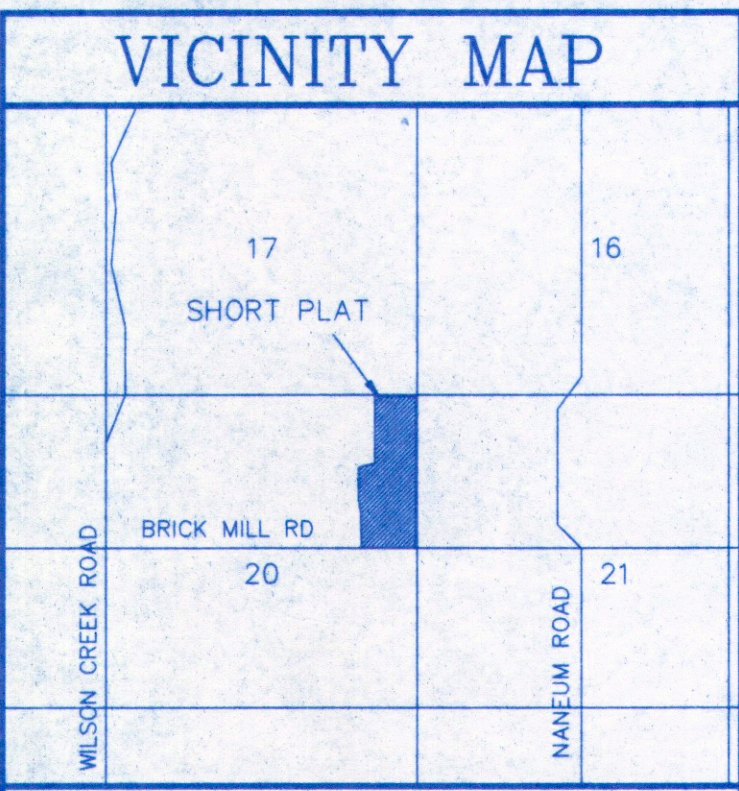 VICINITY MAP
17
16
SHORT PLAT
BRICK MILL RD
20
21
WILSON CREEK ROAD
NANEUM ROAD